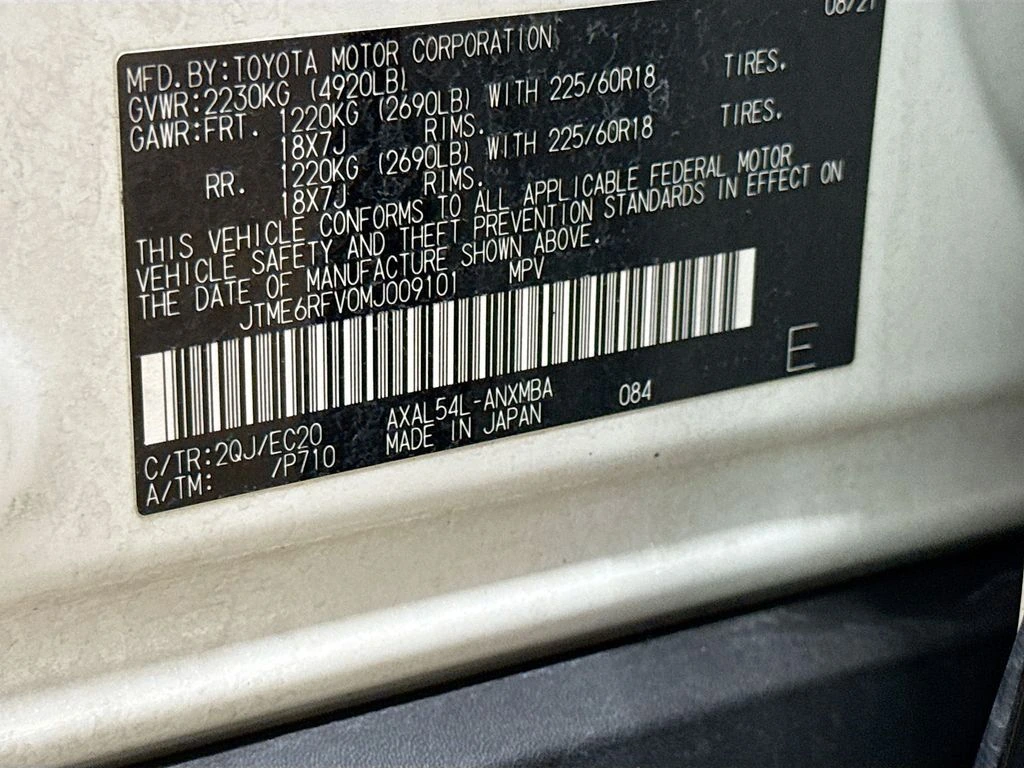 08/21
MFD. BY: TOYOTA MOTOR CORPORATION
GVWR: 2230KG (4920LB)
GAWR: FRT. 1220KG (2690LB) WITH 225/60R18 TIRES.
18X7J RIMS.
RR. 1220KG (2690LB) WITH 225/60R18 TIRES.
18X7J RIMS.
THIS VEHICLE CONFORMS TO ALL APPLICABLE FEDERAL MOTOR
VEHICLE SAFETY AND THEFT PREVENTION STANDARDS IN EFFECT ON
THE DATE OF MANUFACTURE SHOWN ABOVE.
JTME6RFV0MJ009101 MPV
C/TR: 2QJ/EC20 AXAL54L-ANXMBA 084 E
A/TM: /P710 MADE IN JAPAN